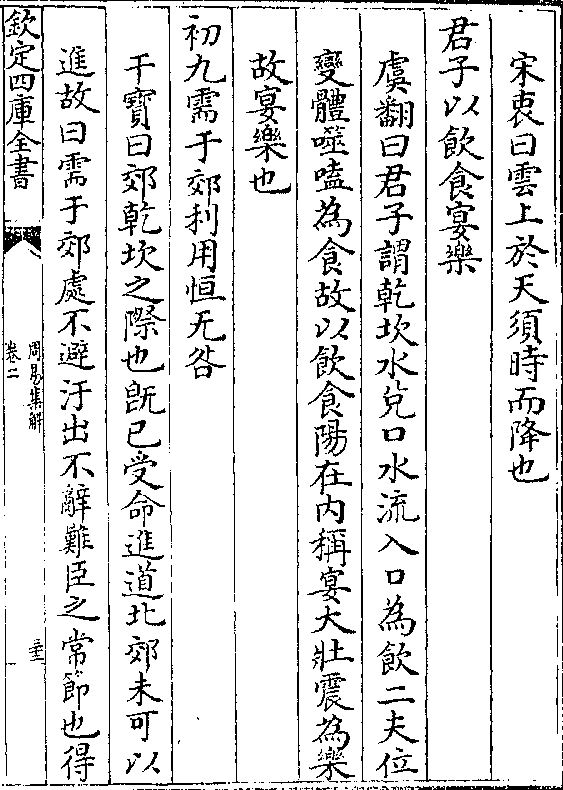 宋衷曰雲上於天須時而降也
君子以飲食宴樂
虞翻曰君子謂乾坎水兌口水流入口為飲二夫位
變體噬嗑為食故以飲食陽在内稱宴大壯震為樂
故宴樂也
初九需于郊利用恒无咎
干寶曰郊乾坎之際也旣已受命進道北郊未可以
進故曰需于郊處不避汙出不辭難臣之常節也得
欽定四庫全書
周易集解
卷二